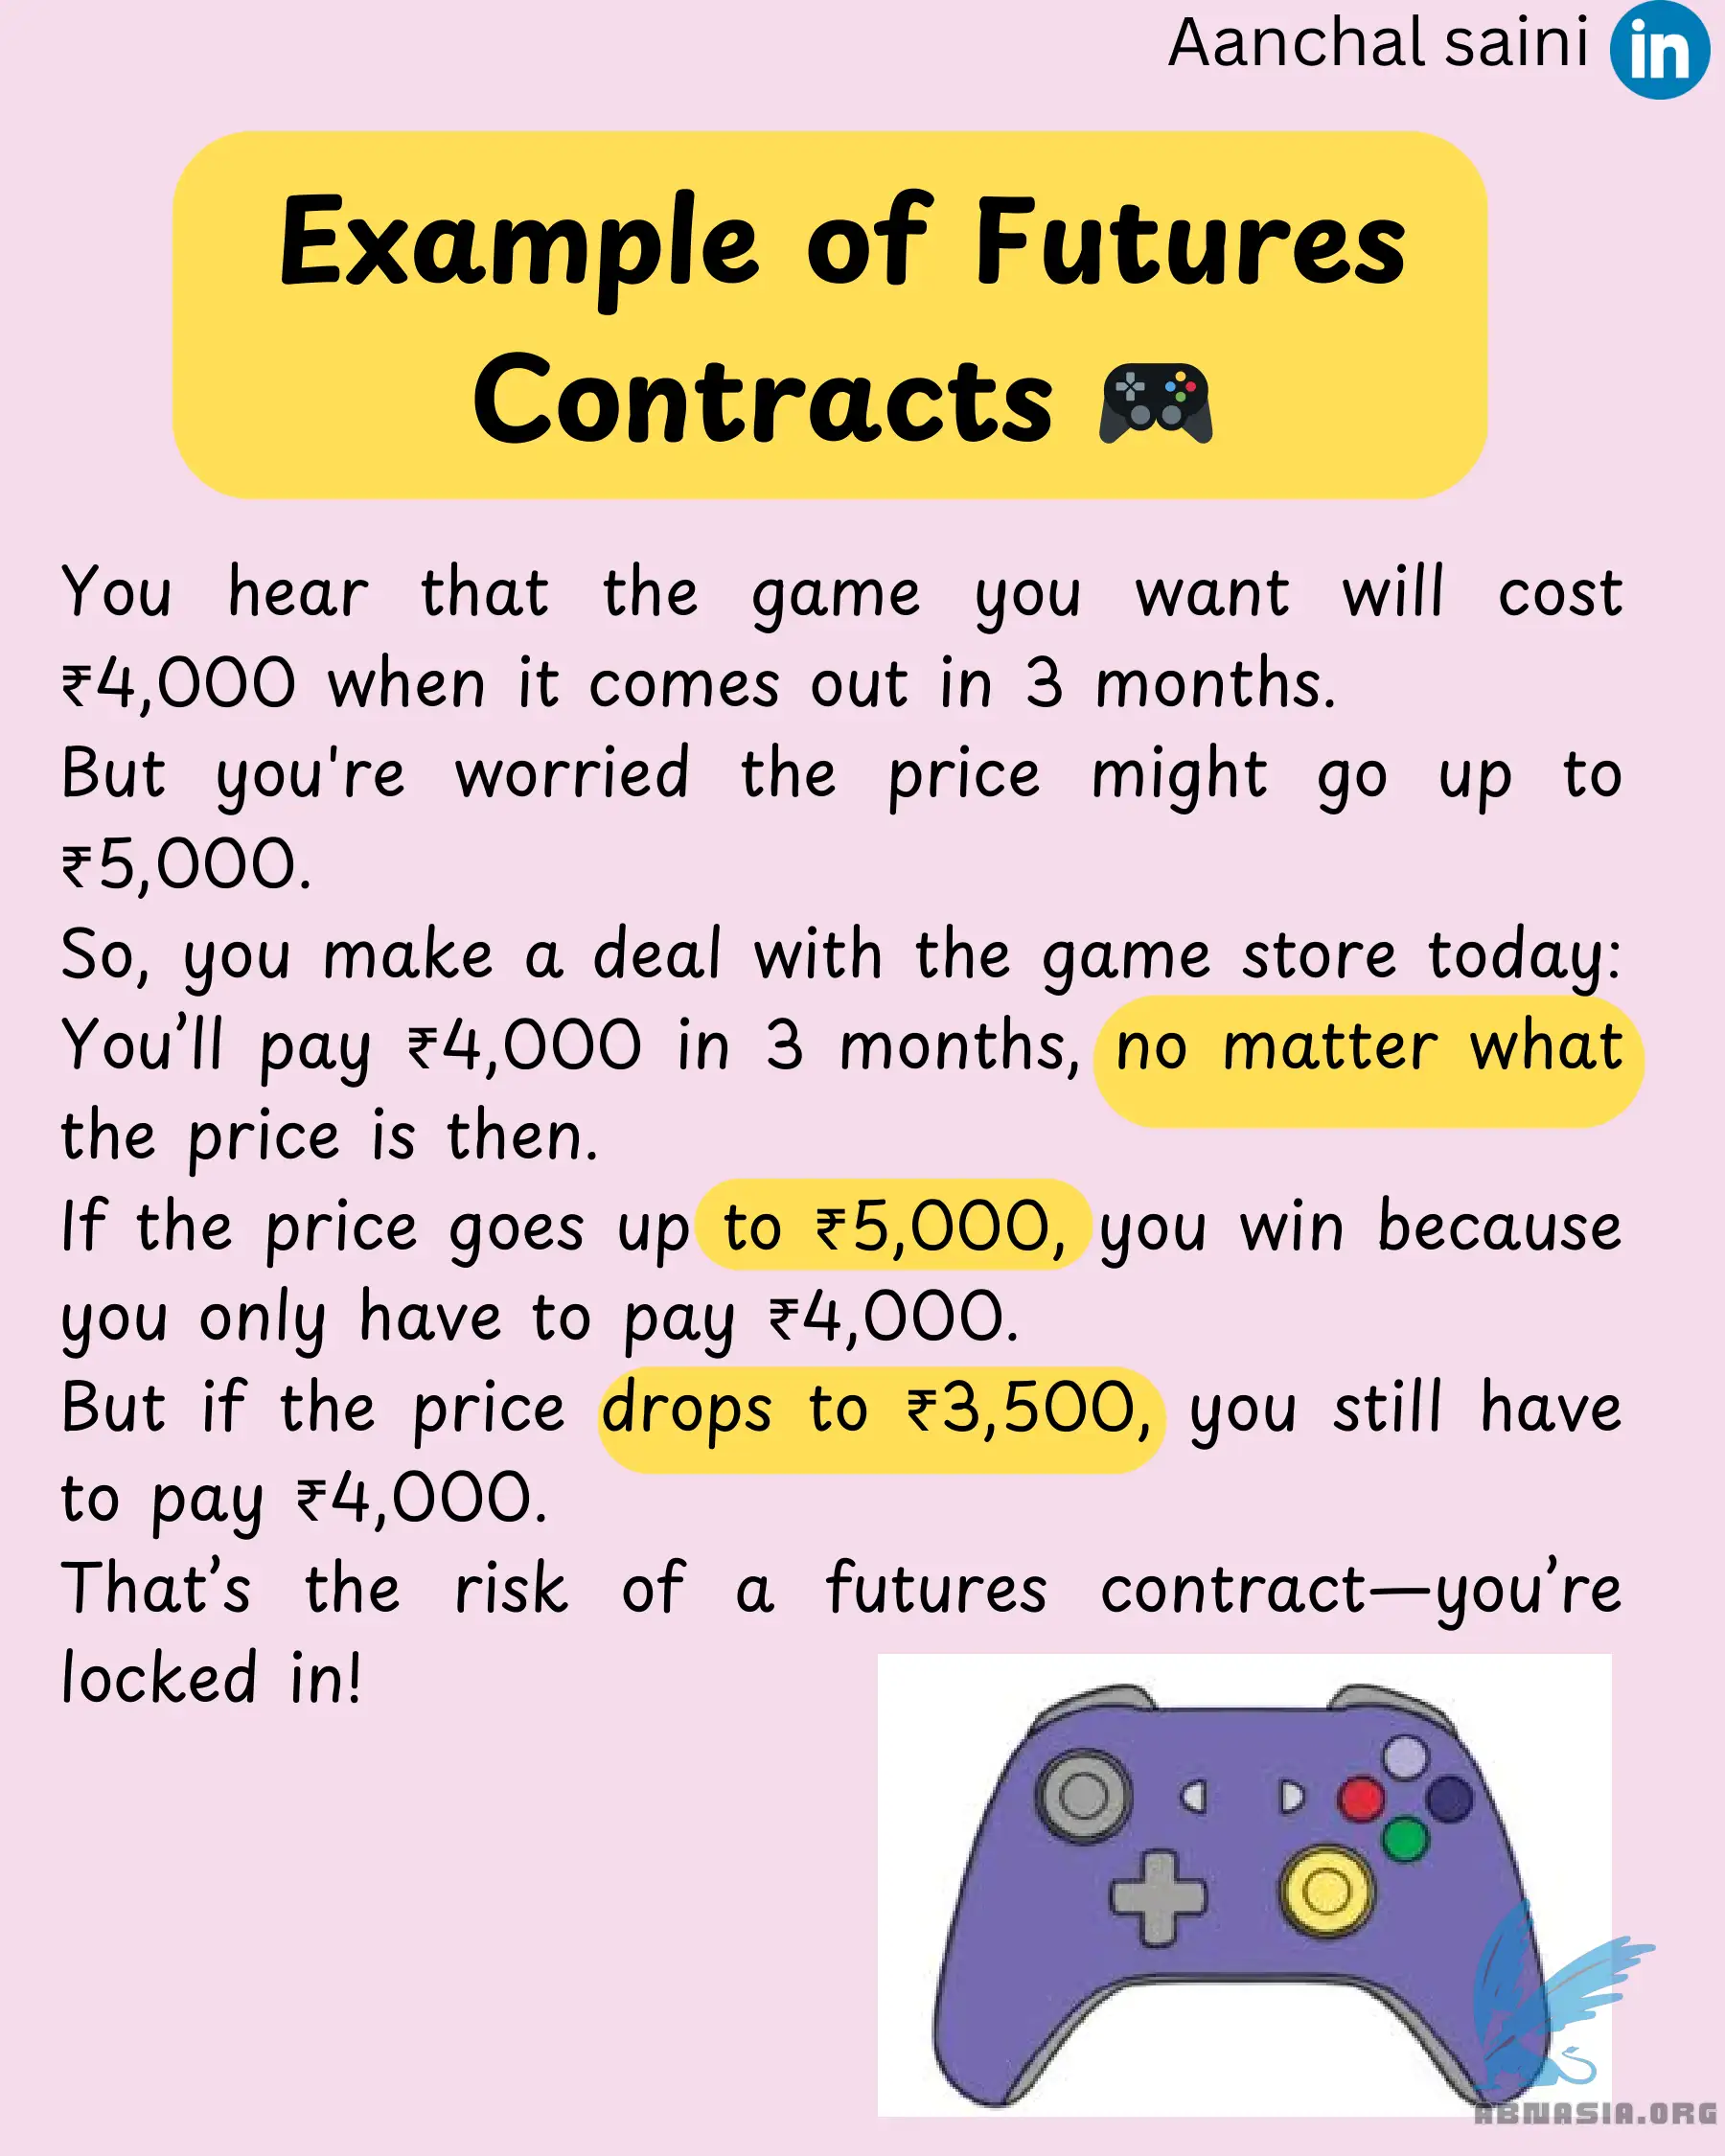 Aanchal saini in
Example of Futures
Contracts
You hear that the game you want will cost
₹4,000 when it comes out in 3 months.
But you're worried the price might go up to
₹5,000.
So, you make a deal with the game store today:
You’ll pay ₹4,000 in 3 months, no matter what
the price is then.
If the price goes up to ₹5,000, you win because
you only have to pay ₹4,000.
But if the price drops to ₹3,500, you still have
to pay ₹4,000.
That’s the risk of a futures contract—you’re
locked in!
ABNASIA.ORG